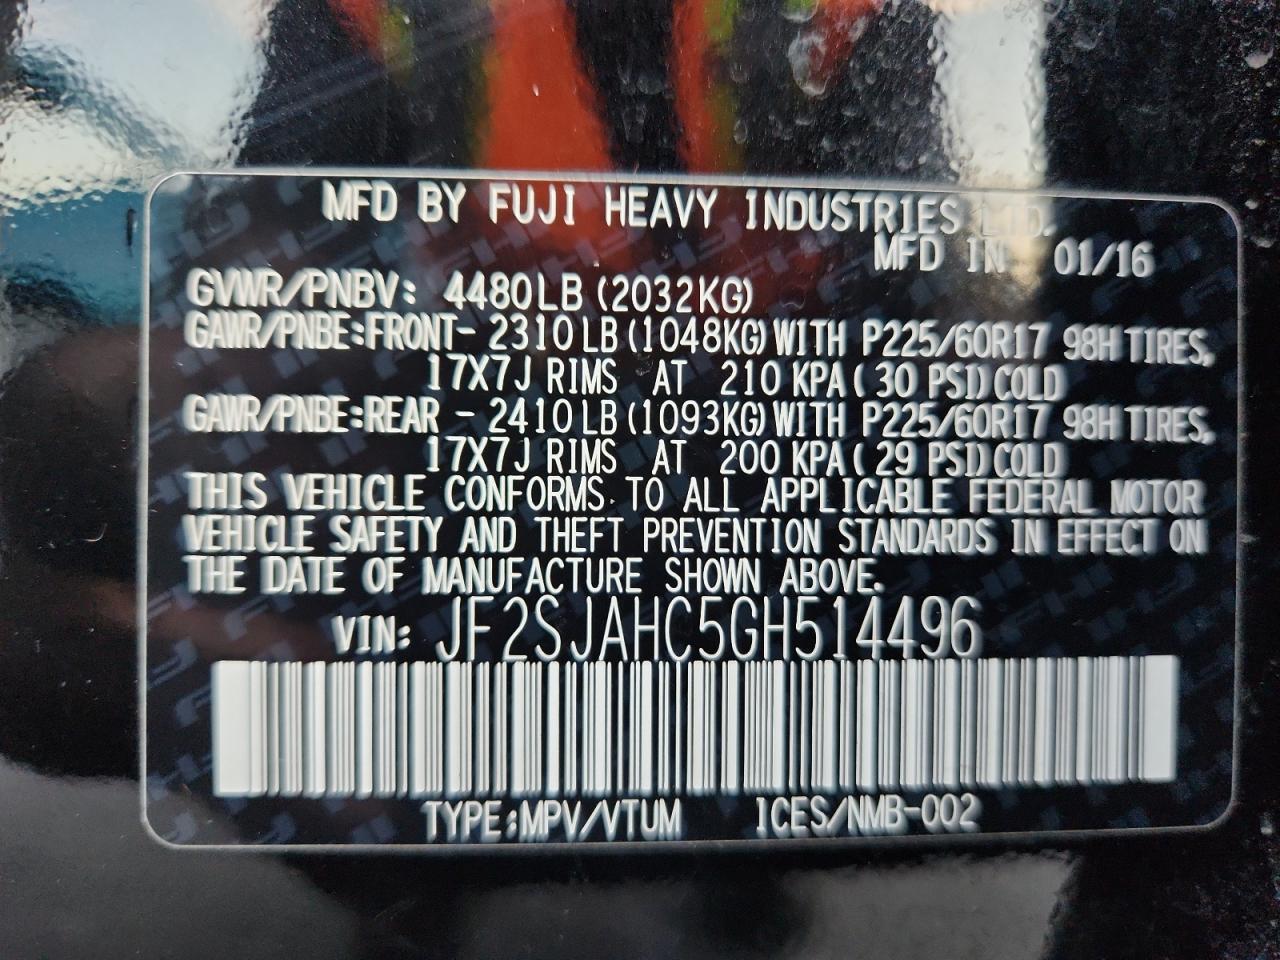 MFD BY FUJI HEAVY INDUSTRIES LTD.
MFD IN 01/16
GVWR/PNBV: 4480LB (2032KG)
GAWR/PNBE:FRONT- 2310 LB (1048KG) WITH P225/60R17 98H TIRES,
17X7J RIMS AT 210 KPA ( 30 PSI) COLD
GAWR/PNBE:REAR - 2410 LB (1093KG) WITH P225/60R17 98H TIRES,
17X7J RIMS AT 200 KPA ( 29 PSI) COLD
THIS VEHICLE CONFORMS TO ALL APPLICABLE FEDERAL MOTOR
VEHICLE SAFETY AND THEFT PREVENTION STANDARDS IN EFFECT ON
THE DATE OF MANUFACTURE SHOWN ABOVE.
VIN: JF2SJAHC5GH514496
TYPE:MPV/VTUM ICES/NMB-002